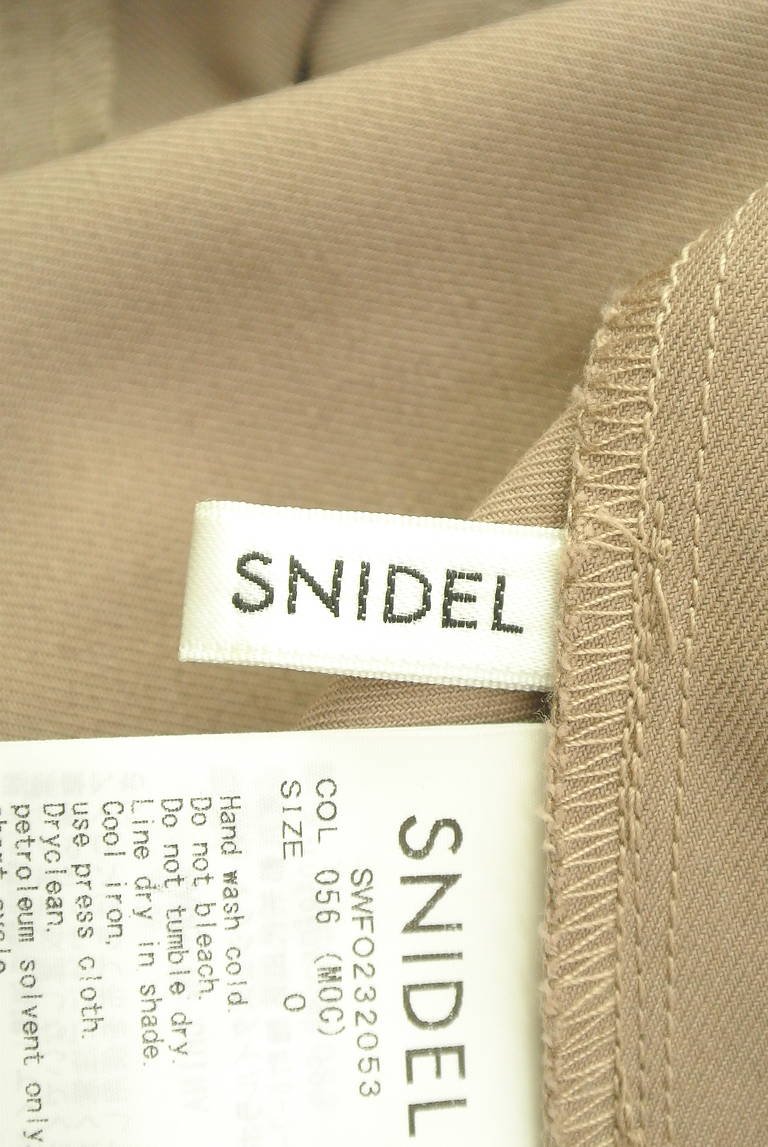 SNIDEL
SNIDEL
SWFO232053
COL 056 (MOC)
SIZE 0
Hand wash cold.
Do not bleach.
Do not tumble dry.
Line dry in shade.
Cool iron,
use press cloth.
Dryclean.
petroleum solvent only.